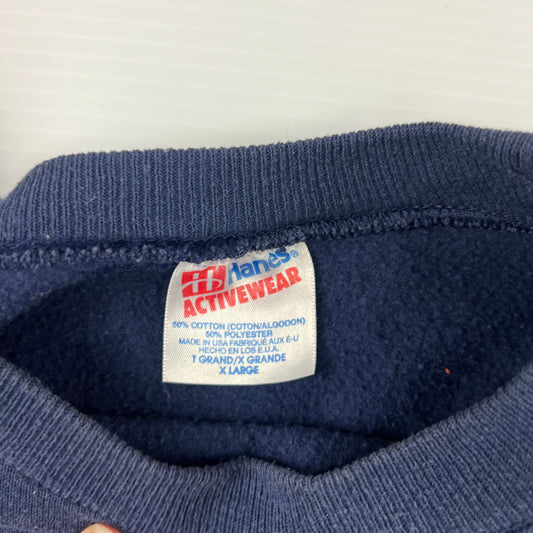 Hanes®
ACTIVEWEAR
50% COTTON (COTON/ALGODON)
50% POLYESTER
MADE IN USA FABRIQUÉ AUX É-U
HECHO EN LOS E.U.A.
T GRAND/X GRANDE
X LARGE